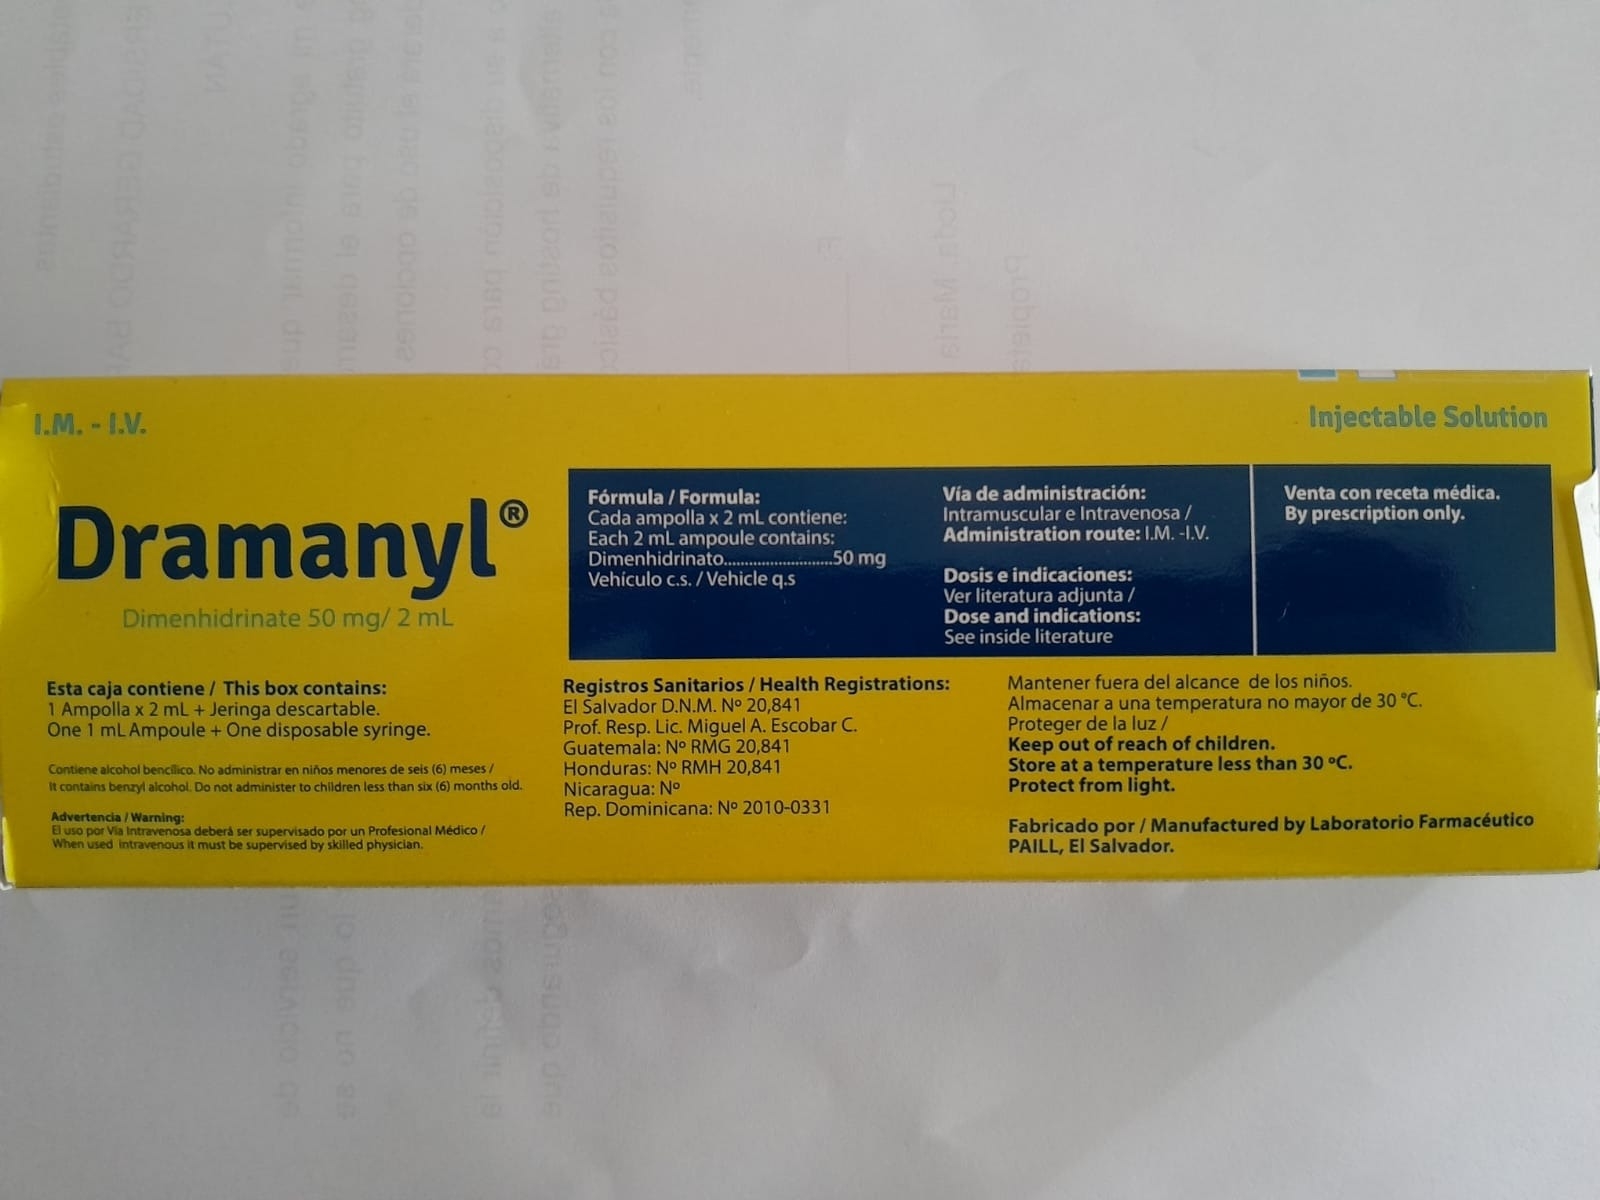 I.M. - I.V.
Injectable Solution
Dramanyl®
Dimenhidrinate 50 mg/ 2 mL
Fórmula / Formula:
Cada ampolla x 2 mL contiene:
Each 2 mL ampoule contains:
Dimenhidrinato...........................50 mg
Vehículo c.s. / Vehicle q.s
Vía de administración:
Intramuscular e Intravenosa /
Administration route: I.M. -I.V.
Dosis e indicaciones:
Ver literatura adjunta /
Dose and indications:
See inside literature
Venta con receta médica.
By prescription only.
Esta caja contiene / This box contains:
1 Ampolla x 2 mL + Jeringa descartable.
One 1 mL Ampoule + One disposable syringe.
Contiene alcohol bencílico. No administrar en niños menores de seis (6) meses /
It contains benzyl alcohol. Do not administer to children less than six (6) months old.
Advertencia / Warning:
El uso por Vía Intravenosa deberá ser supervisado por un Profesional Médico /
When used intravenous it must be supervised by skilled physician.
Registros Sanitarios / Health Registrations:
El Salvador D.N.M. Nº 20,841
Prof. Resp. Lic. Miguel A. Escobar C.
Guatemala: Nº RMG 20,841
Honduras: Nº RMH 20,841
Nicaragua: Nº
Rep. Dominicana: Nº 2010-0331
Mantener fuera del alcance de los niños.
Almacenar a una temperatura no mayor de 30 °C.
Proteger de la luz /
Keep out of reach of children.
Store at a temperature less than 30 ºC.
Protect from light.
Fabricado por / Manufactured by Laboratorio Farmacéutico
PAILL, El Salvador.